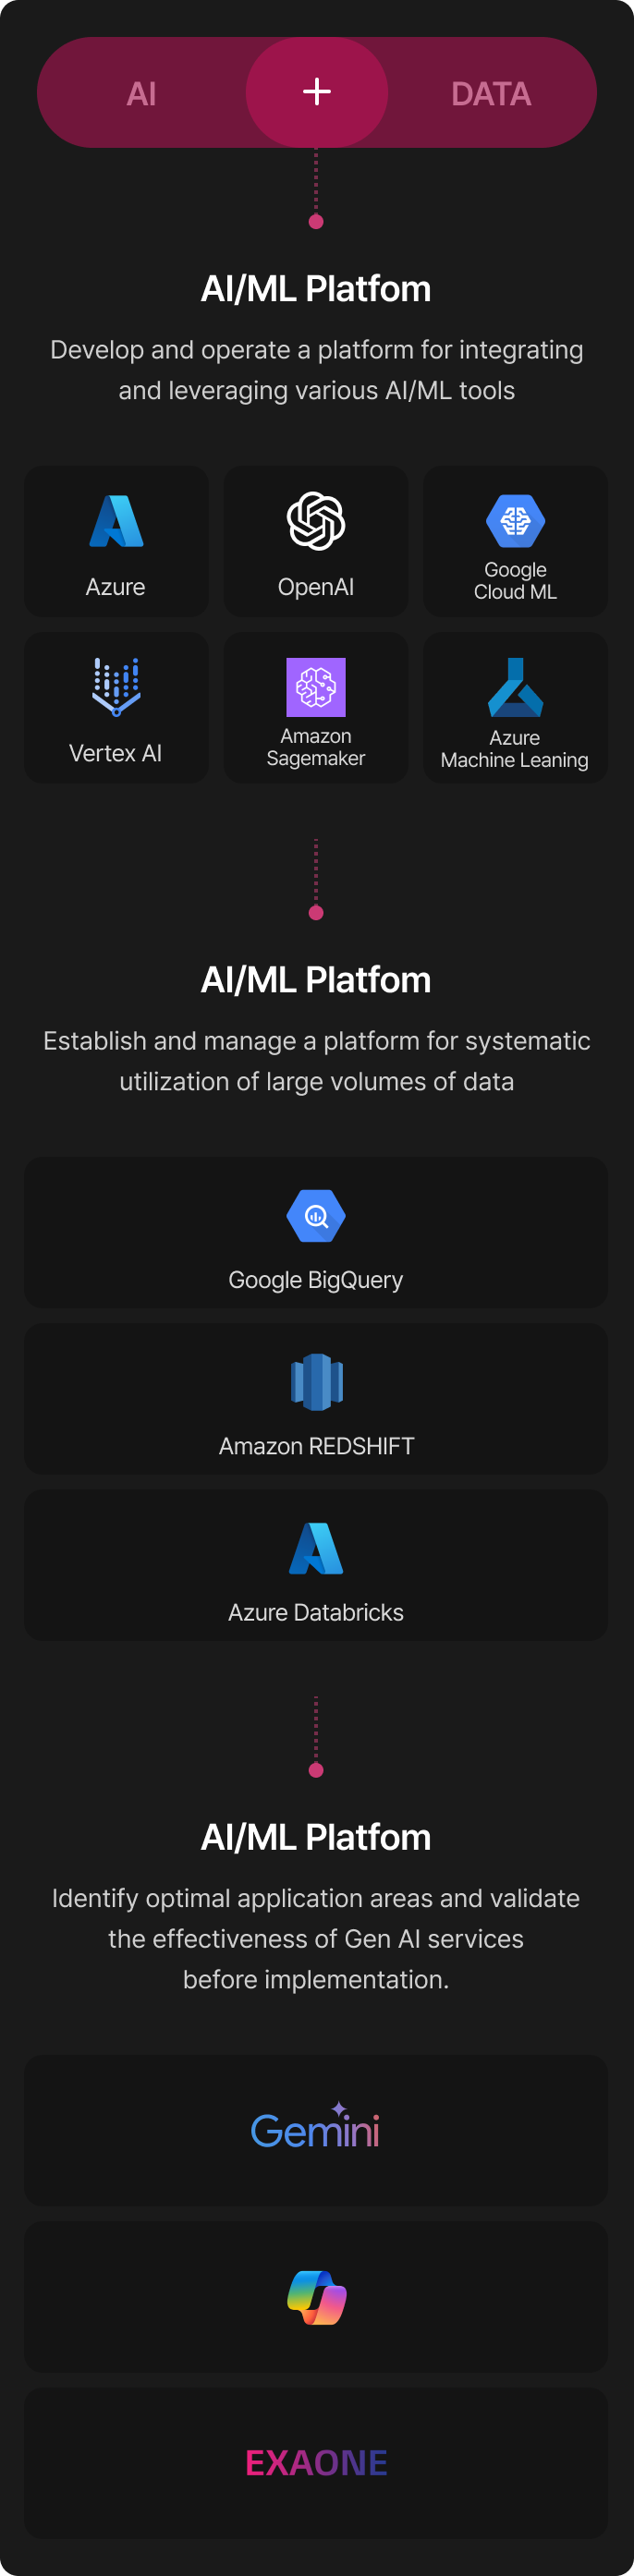 AI
+
DATA
AI/ML Platfom
Develop and operate a platform for integrating
and leveraging various AI/ML tools
Azure
OpenAI
Google
Cloud ML
Vertex AI
Amazon
Sagemaker
Azure
Machine Leaning
AI/ML Platfom
Establish and manage a platform for systematic
utilization of large volumes of data
Google BigQuery
Amazon REDSHIFT
Azure Databricks
AI/ML Platfom
Identify optimal application areas and validate
the effectiveness of Gen AI services
before implementation.
Gemini
EXAONE